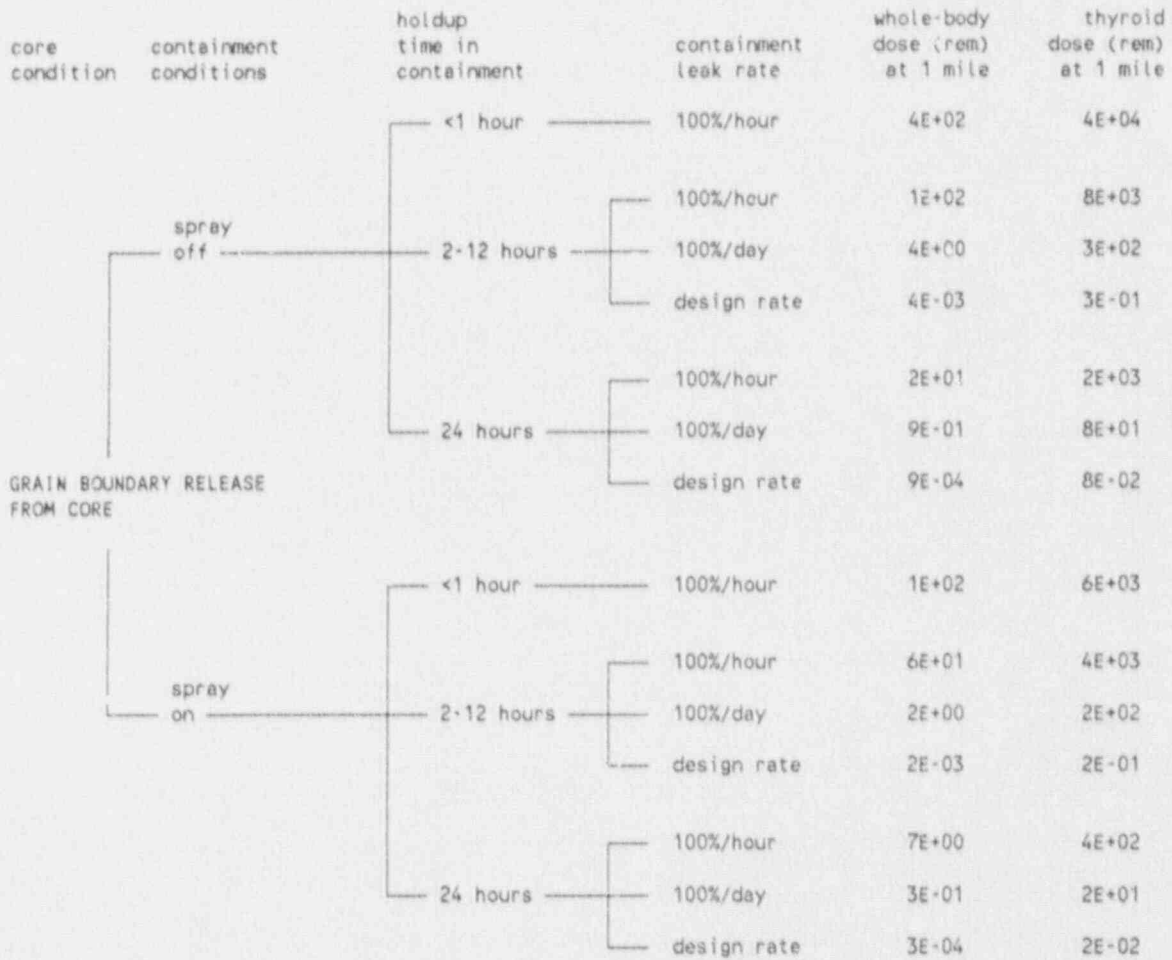 holdup whole-body thyroid
core containment time in containment dose (rem) dose (rem)
condition conditions containment leak rate at 1 mile at 1 mile
<1 hour 100%/hour 4E+02 4E+04
100%/hour 1E+02 8E+03
spray
off 2-12 hours 100%/day 4E+00 3E+02
design rate 4E-03 3E-01
100%/hour 2E+01 2E+03
24 hours 100%/day 9E-01 8E+01
design rate 9E-04 8E-02
GRAIN BOUNDARY RELEASE
FROM CORE
<1 hour 100%/hour 1E+02 6E+03
100%/hour 6E+01 4E+03
spray
on 2-12 hours 100%/day 2E+00 2E+02
design rate 2E-03 2E-01
100%/hour 7E+00 4E+02
24 hours 100%/day 3E-01 2E+01
design rate 3E-04 2E-02